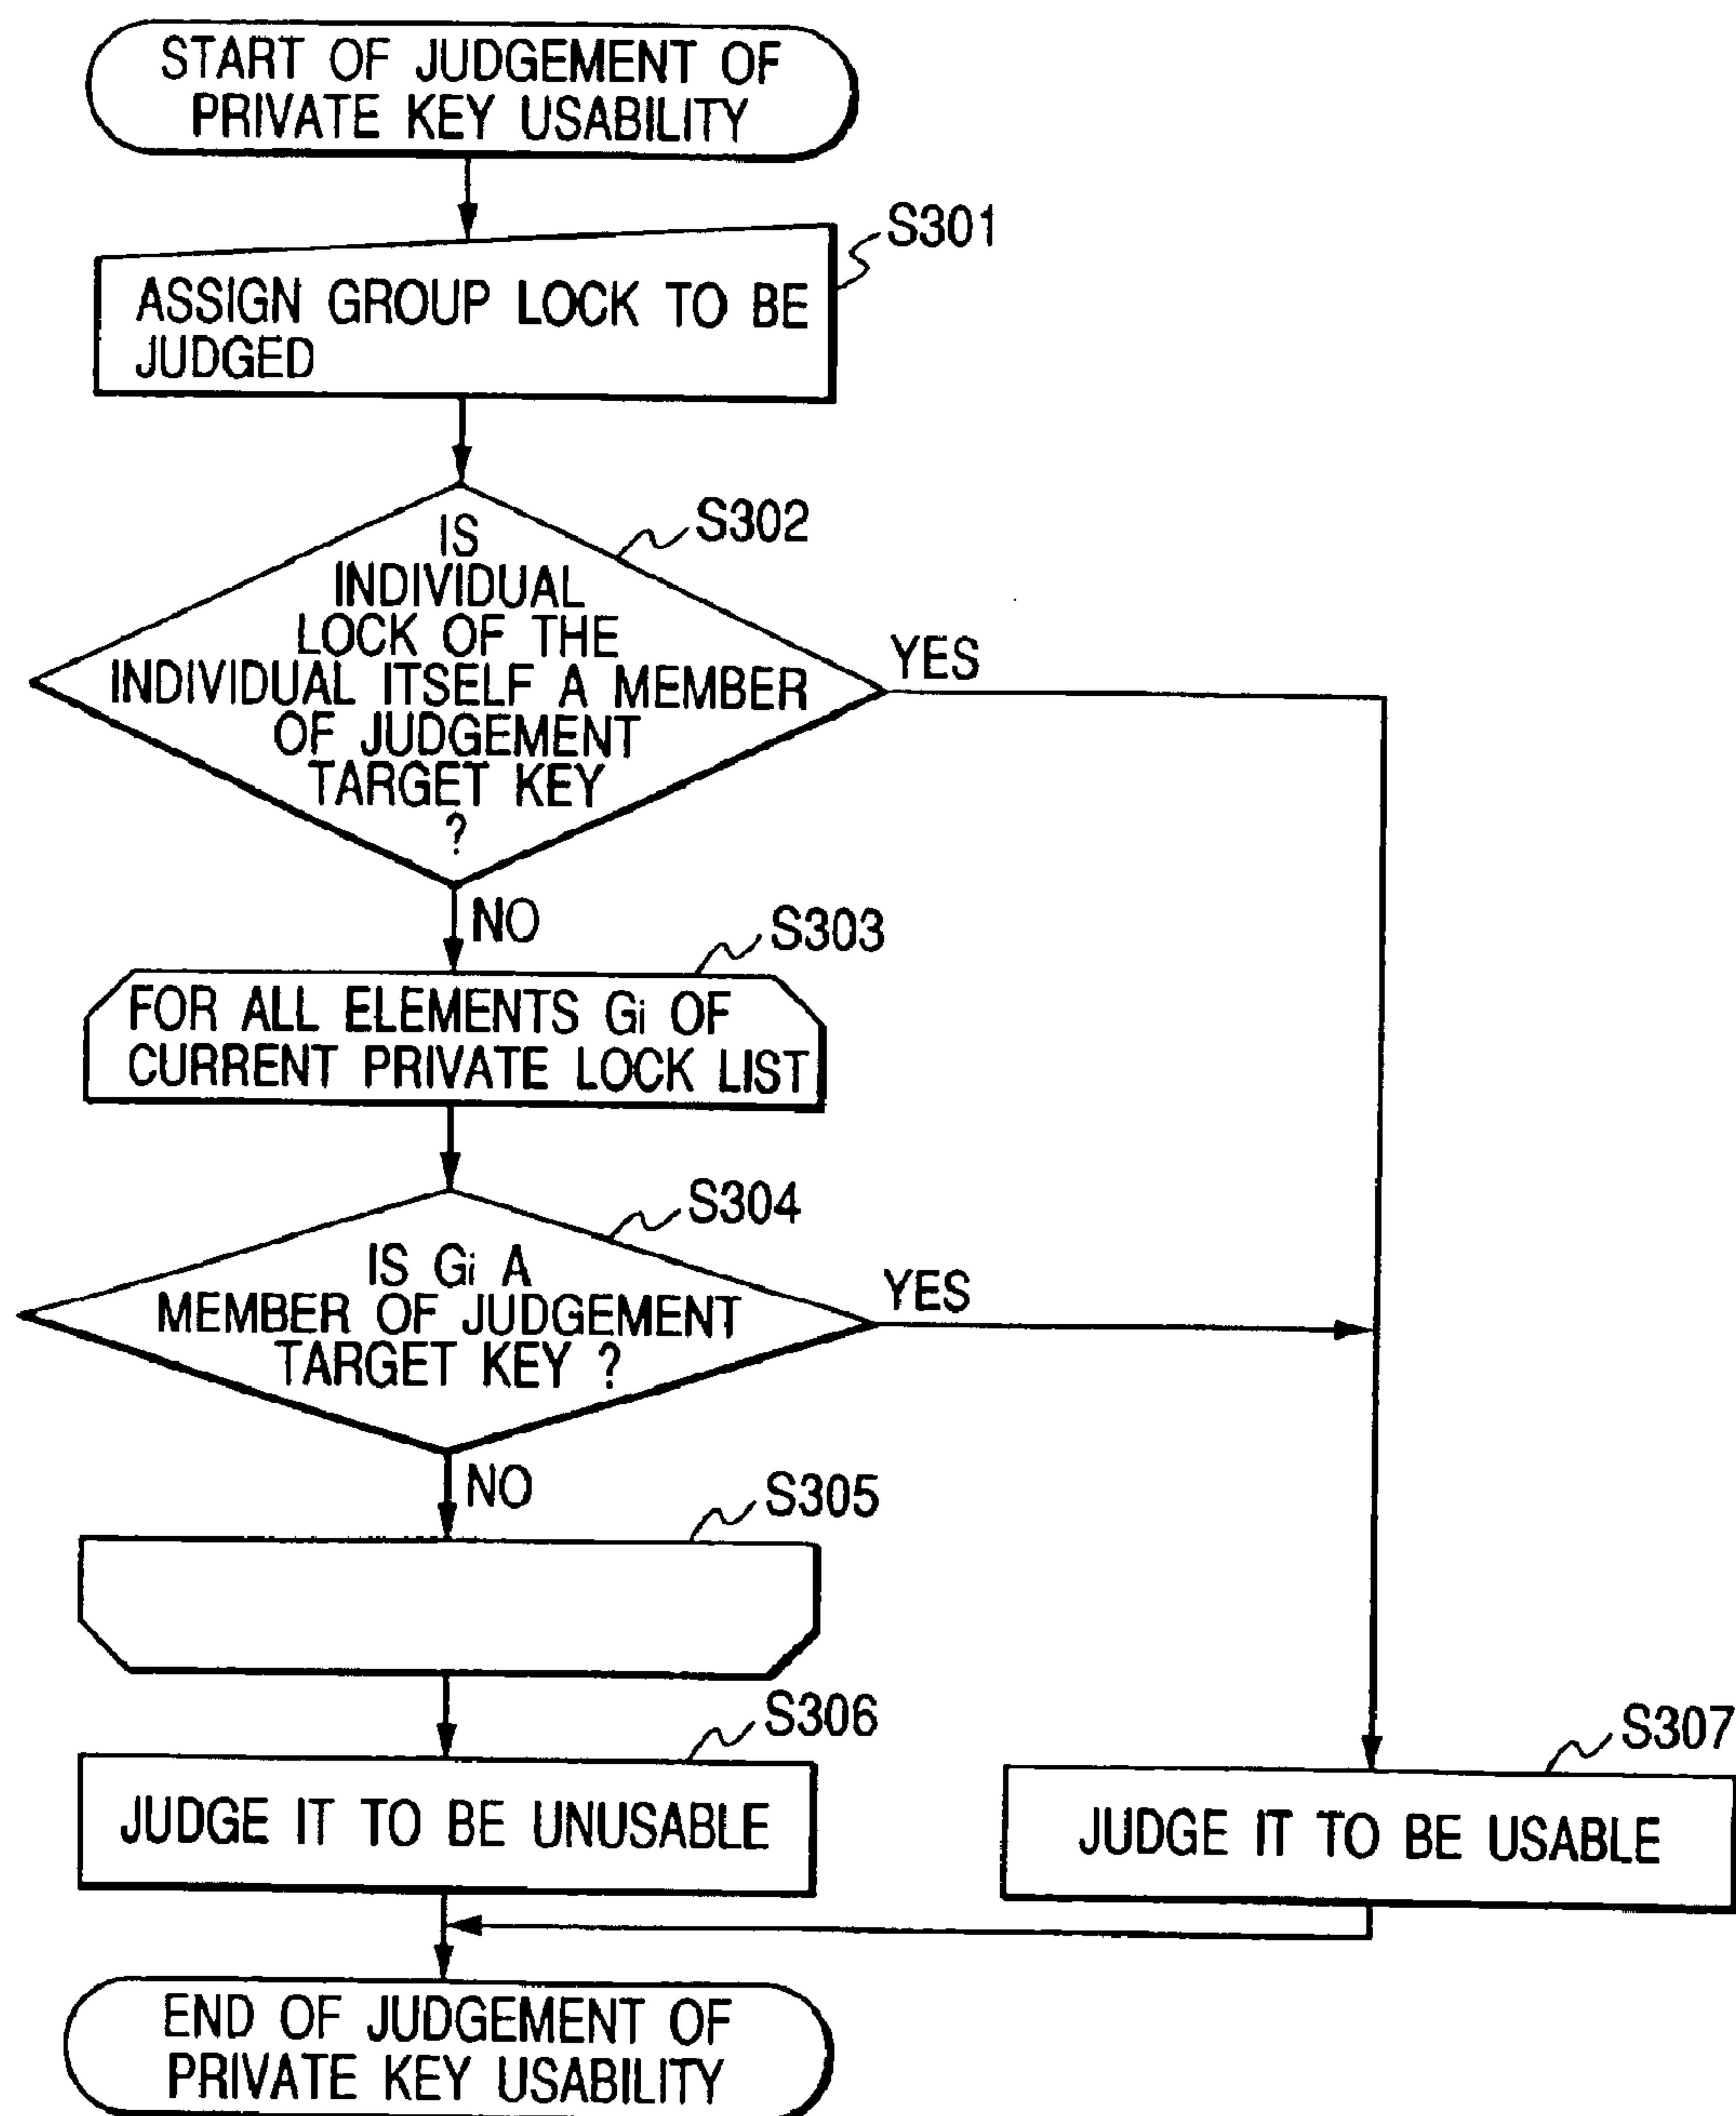 START OF JUDGEMENT OF
PRIVATE KEY USABILITY
S301
ASSIGN GROUP LOCK TO BE
JUDGED
S302
IS
INDIVIDUAL
LOCK OF THE
INDIVIDUAL ITSELF A MEMBER
OF JUDGEMENT
TARGET KEY
?
YES
NO
S303
FOR ALL ELEMENTS Gi OF
CURRENT PRIVATE LOCK LIST
S304
IS Gi A
MEMBER OF JUDGEMENT
TARGET KEY ?
YES
NO
S305
S306
JUDGE IT TO BE UNUSABLE
S307
JUDGE IT TO BE USABLE
END OF JUDGEMENT OF
PRIVATE KEY USABILITY